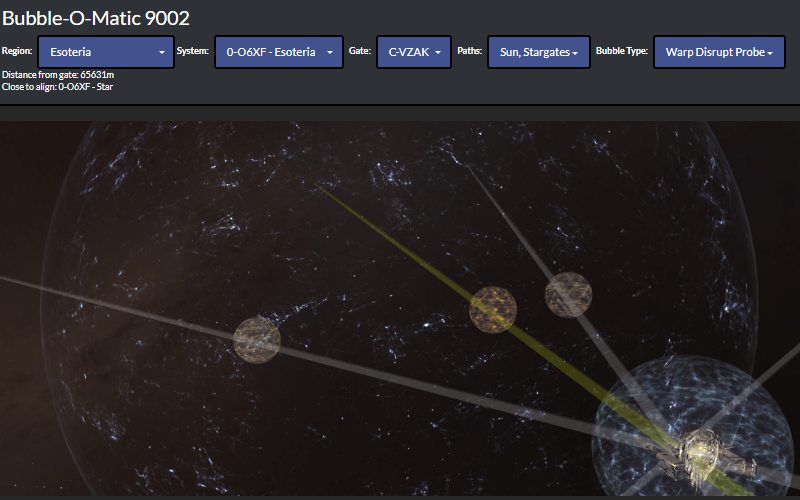 Bubble-O-Matic 9002
Region: Esoteria System: 0-O6XF - Esoteria Gate: C-VZAK Paths: Sun, Stargates Bubble Type: Warp Disrupt Probe
Distance from gate: 65631m
Close to align: 0-O6XF - Star